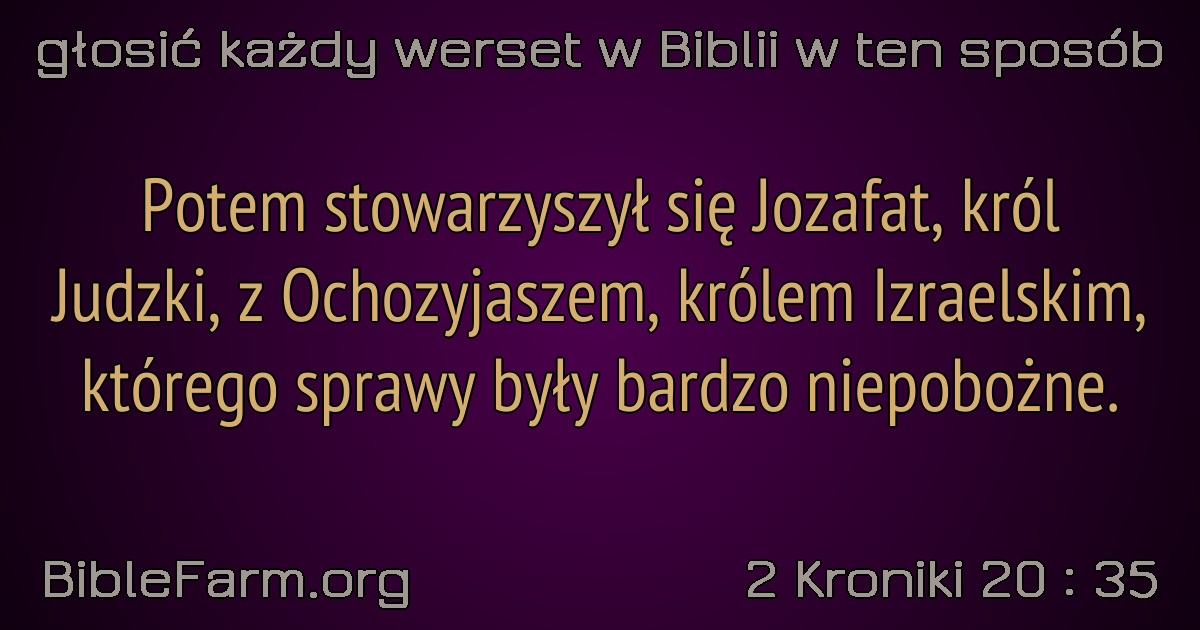 głosić każdy werset w Biblii w ten sposób
Potem stowarzyszył się Jozafat, król
Judzki, z Ochozyjaszem, królem Izraelskim,
którego sprawy były bardzo niepobożne.
BibleFarm.org
2 Kroniki 20 : 35